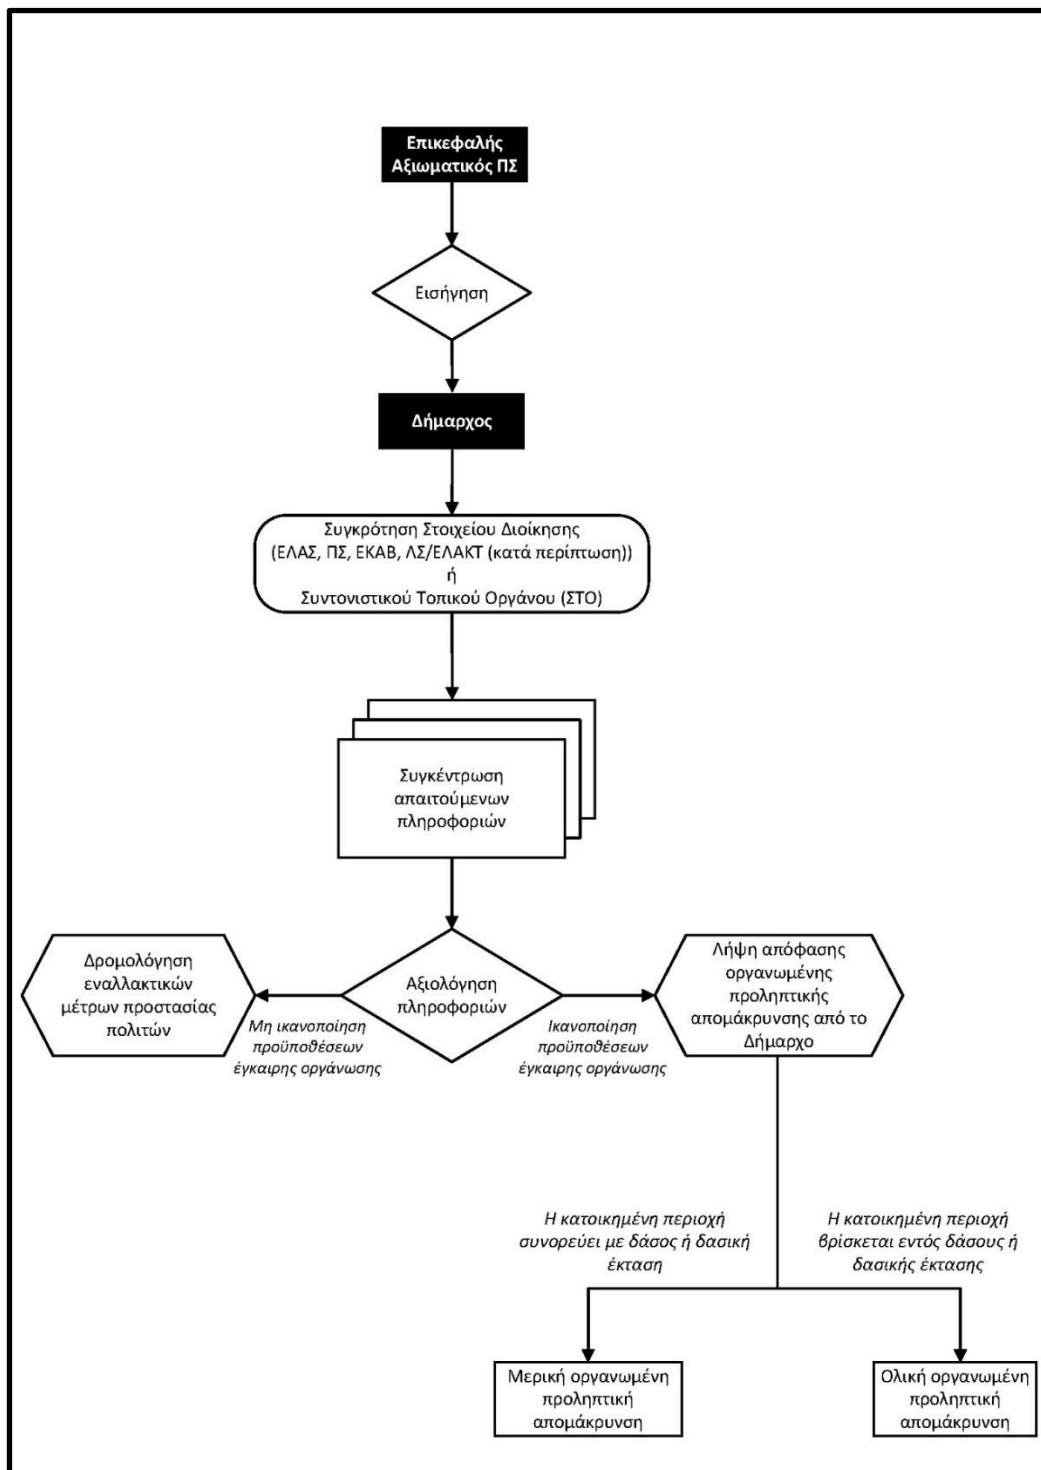 Επικεφαλής
Αξιωματικός ΠΣ
Εισήγηση
Δήμαρχος
Συγκρότηση Στοιχείου Διοίκησης
(ΕΛΑΣ, ΠΣ, ΕΚΑΒ, ΛΣ/ΕΛΑΚΤ (κατά περίπτωση))
ή
Συντονιστικού Τοπικού Οργάνου (ΣΤΟ)
Συγκέντρωση
απαιτούμενων
πληροφοριών
Δρομολόγηση
εναλλακτικών
μέτρων προστασίας
πολιτών
Αξιολόγηση
πληροφοριών
Λήψη απόφασης
οργανωμένης
προληπτικής
απομάκρυνσης από το
Δήμαρχο
Μη ικανοποίηση
προϋποθέσεων
έγκαιρης οργάνωσης
Ικανοποίηση
προϋποθέσεων
έγκαιρης οργάνωσης
Η κατοικημένη περιοχή
συνορεύει με δάσος ή δασική
έκταση
Η κατοικημένη περιοχή
βρίσκεται εντός δάσους ή
δασικής έκτασης
Μερική οργανωμένη
προληπτική
απομάκρυνση
Ολική οργανωμένη
προληπτική
απομάκρυνση